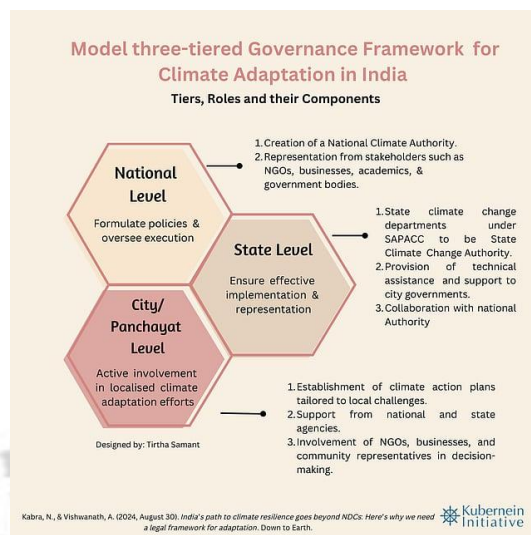 Model three-tiered Governance Framework for
Climate Adaptation in India
Tiers, Roles and their Components
National
Level
Formulate policies &
oversee execution
1.Creation of a National Climate Authority.
2.Representation from stakeholders such as
NGOs, businesses, academics, &
government bodies.
State Level
Ensure effective
implementation &
representation
1.State climate change
departments under
SAPACC to be State
Climate Change Authority.
2.Provision of technical
assistance and support to
city governments.
3.Collaboration with national
Authority
City/
Panchayat
Level
Active involvement
in localised climate
adaptation efforts
1.Establishment of climate action plans
tailored to local challenges.
2.Support from national and state
agencies.
3.Involvement of NGOs, businesses, and
community representatives in decision-
making.
Designed by: Tirtha Samant
Kabra, N., & Vishwanath, A. (2024, August 30). India's path to climate resilience goes beyond NDCs: Here's why we need
a legal framework for adaptation. Down to Earth.
Kubernein
Initiative